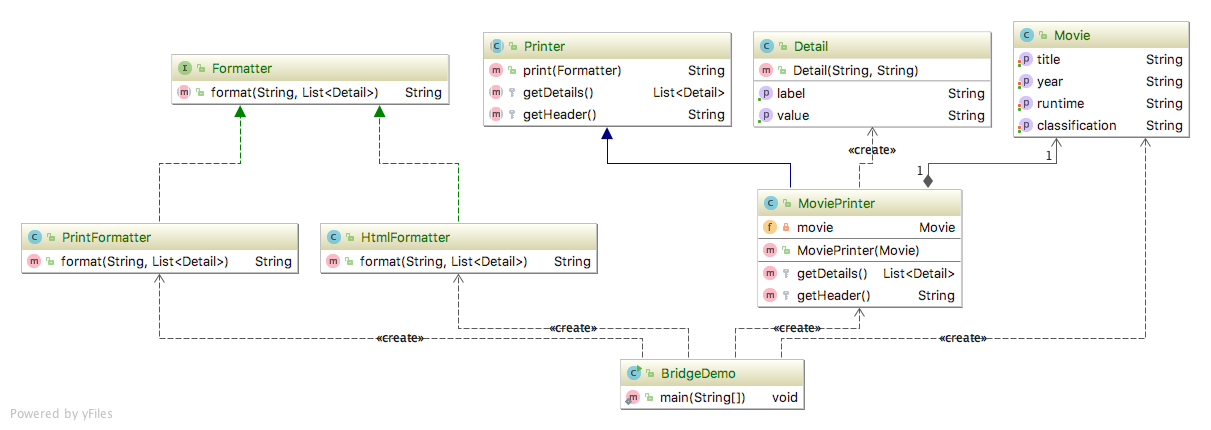 Formatter
format(String, List<Detail>) String
Printer
print(Formatter) String
getDetails() List<Detail>
getHeader() String
Detail
Detail(String, String)
label String
value String
Movie
title String
year String
runtime String
classification String
«create»
1
1
PrintFormatter
format(String, List<Detail>) String
HtmlFormatter
format(String, List<Detail>) String
MoviePrinter
movie Movie
MoviePrinter(Movie)
getDetails() List<Detail>
getHeader() String
«create»
«create»
«create»
«create»
BridgeDemo
main(String[]) void
Powered by yFiles